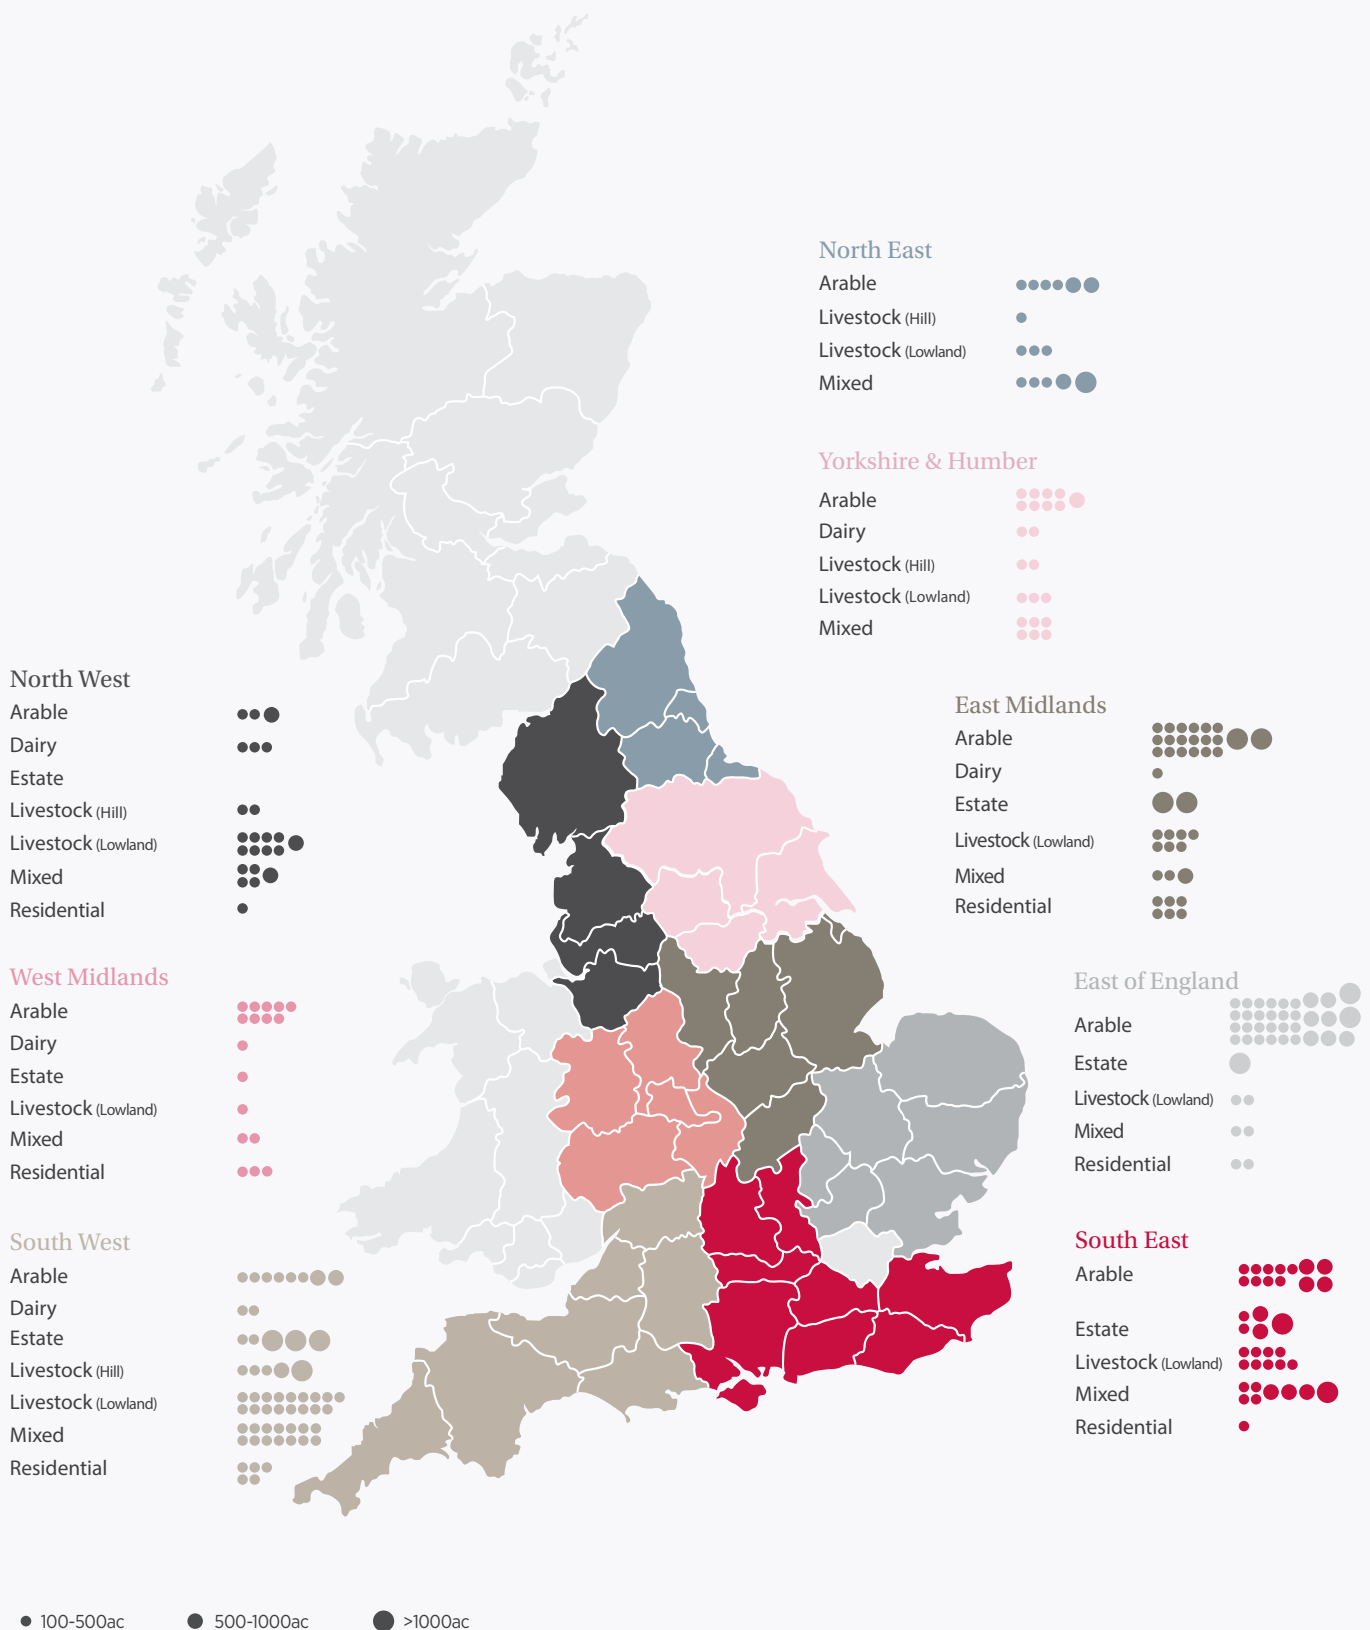 North East
Arable
Livestock (Hill)
Livestock (Lowland)
Mixed
Yorkshire & Humber
Arable
Dairy
Livestock (Hill)
Livestock (Lowland)
Mixed
North West
Arable
Dairy
Estate
Livestock (Hill)
Livestock (Lowland)
Mixed
Residential
East Midlands
Arable
Dairy
Estate
Livestock (Lowland)
Mixed
Residential
West Midlands
Arable
Dairy
Estate
Livestock (Lowland)
Mixed
Residential
East of England
Arable
Estate
Livestock (Lowland)
Mixed
Residential
South West
Arable
Dairy
Estate
Livestock (Hill)
Livestock (Lowland)
Mixed
Residential
South East
Arable
Estate
Livestock (Lowland)
Mixed
Residential
100-500ac 500-1000ac >1000ac